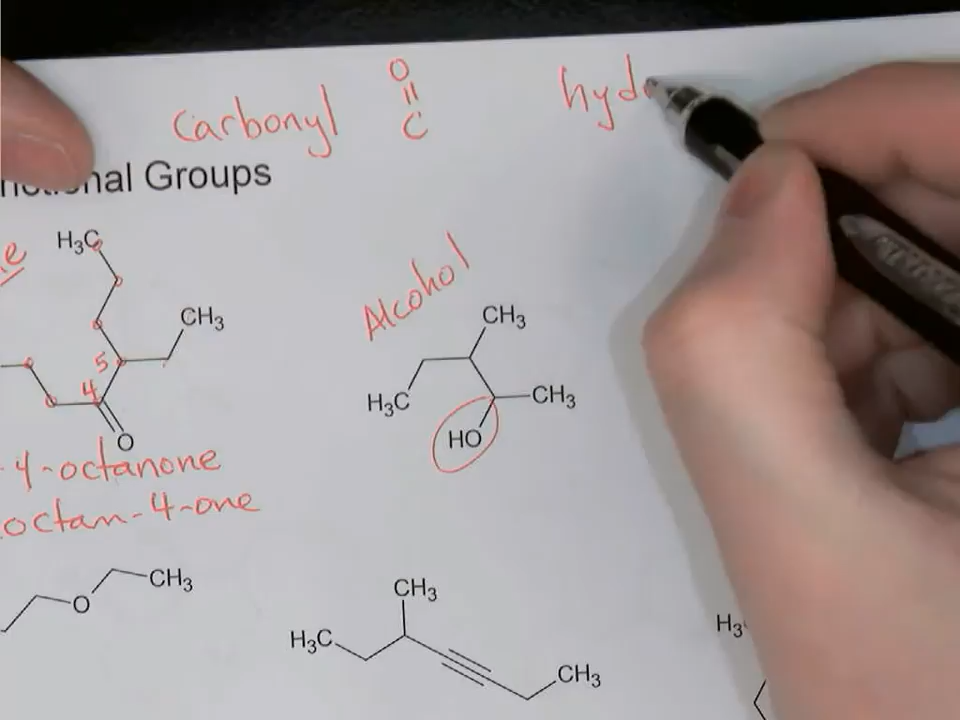 Carbonyl
O
C
hyd
nal Groups
H3C
CH3
5
4
O
-4-octanone
octan-4-one
Alcohol
CH3
H3C
CH3
HO
O
CH3
CH3
H3C
CH3
H3